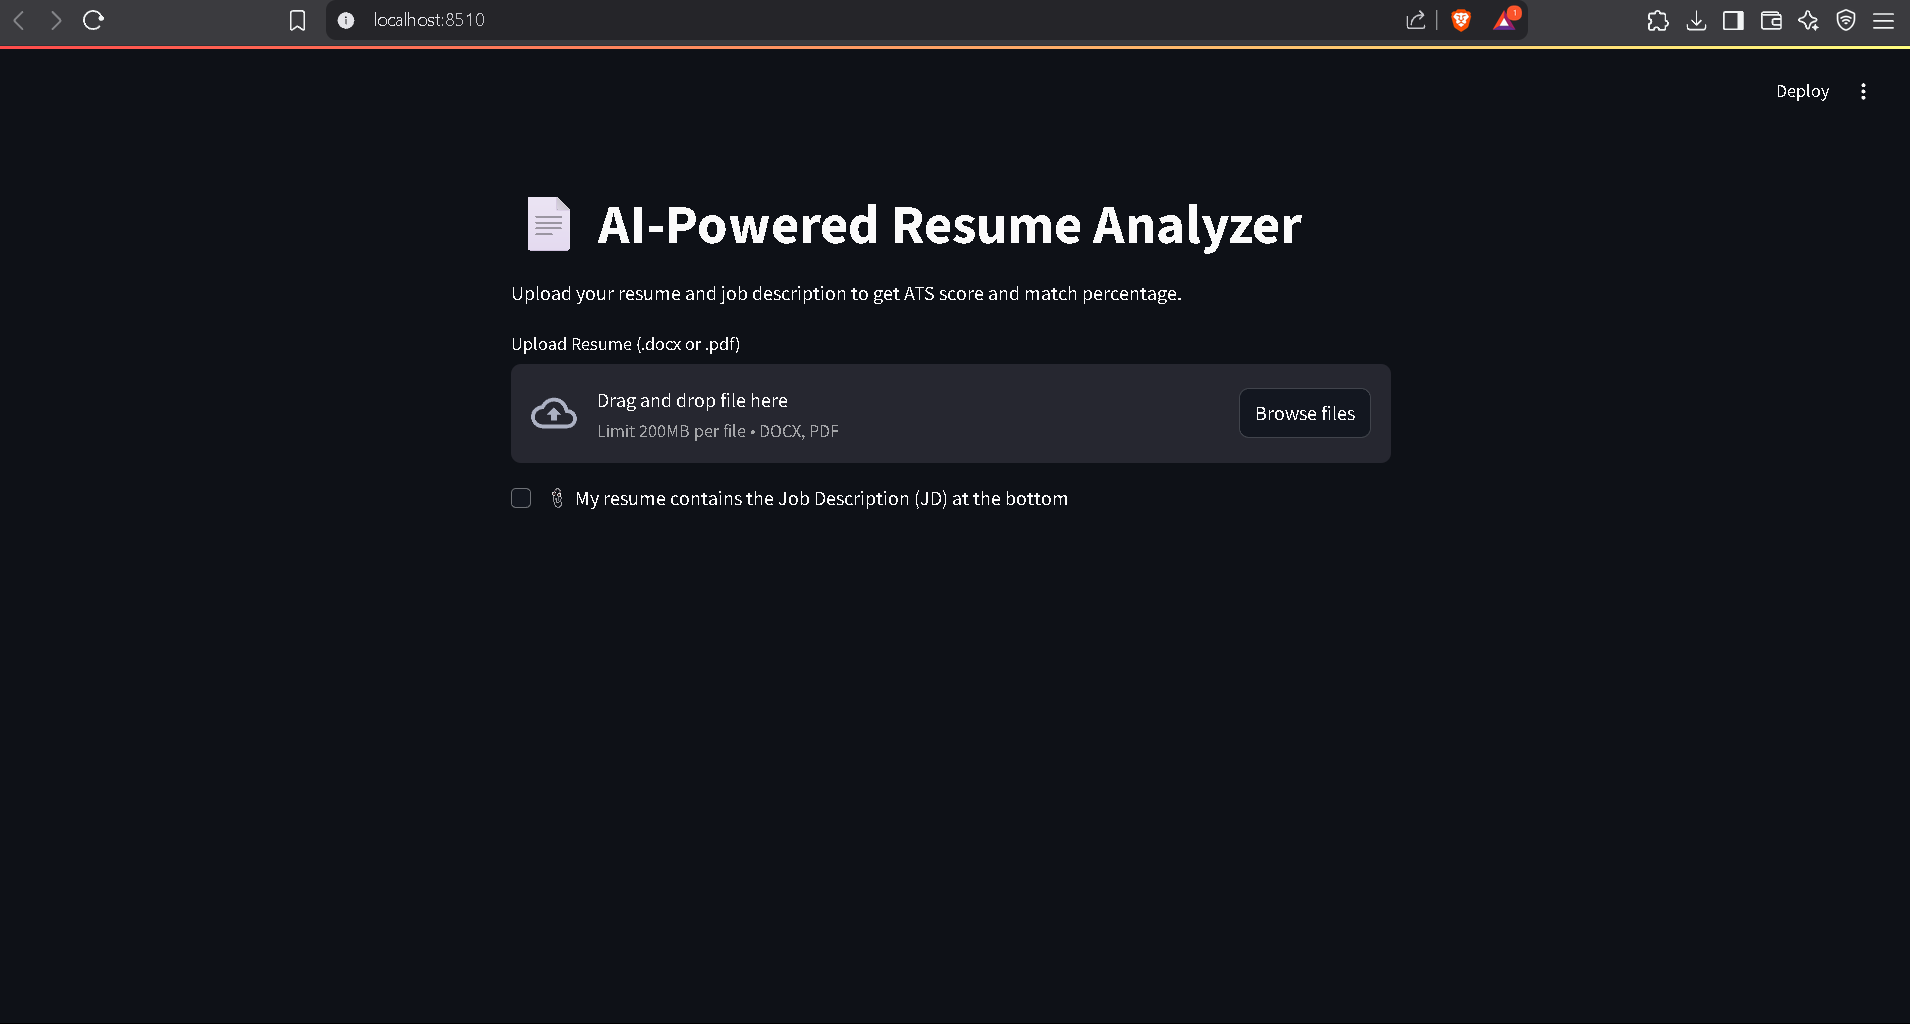 localhost:8510
1
Deploy
AI-Powered Resume Analyzer
Upload your resume and job description to get ATS score and match percentage.
Upload Resume (.docx or .pdf)
Drag and drop file here
Limit 200MB per file • DOCX, PDF
Browse files
My resume contains the Job Description (JD) at the bottom